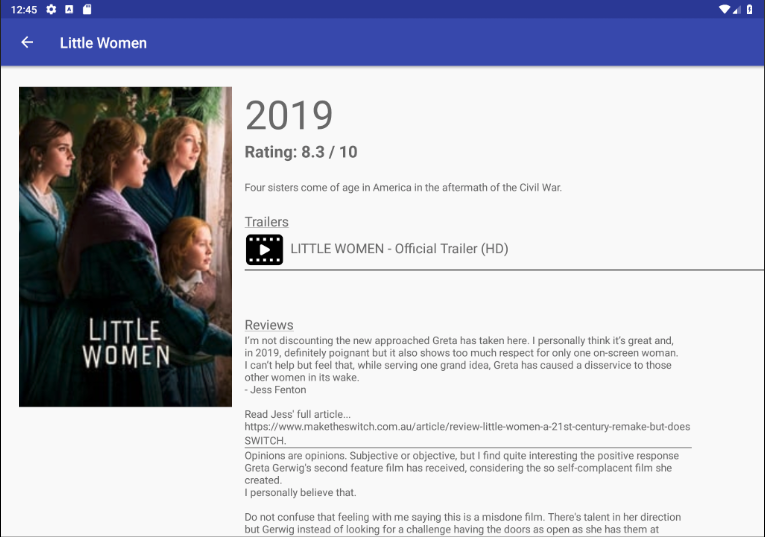 12:45
Little Women
2019
Rating: 8.3 / 10
Four sisters come of age in America in the aftermath of the Civil War.
Trailers
LITTLE WOMEN - Official Trailer (HD)
LITTLE
WOMEN
Reviews
I'm not discounting the new approached Greta has taken here. I personally think it's great and,
in 2019, definitely poignant but it also shows too much respect for only one on-screen woman.
I can't help but feel that, while serving one grand idea, Greta has caused a disservice to those
other women in its wake.
- Jess Fenton
Read Jess' full article...
https://www.maketheswitch.com.au/article/review-little-women-a-21st-century-remake-but-does
SWITCH.
Opinions are opinions. Subjective or objective, but I find quite interesting the positive response
Greta Gerwig's second feature film has received, considering the so self-complacent film she
created.
I personally believe that.
Do not confuse that feeling with me saying this is a misdone film. There's talent in her direction
but Gerwig instead of looking for a challenge having the doors as open as she has them at